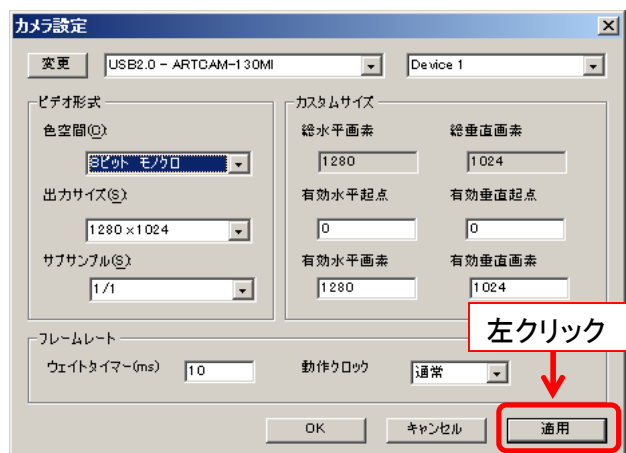 カメラ設定
変更 USB2.0 - ARTCAM-130MI Device 1
ビデオ形式
色空間(C):
8ビット モノクロ
出力サイズ(S):
1280×1024
サブサンプル(S):
1/1
カスタムサイズ
総水平画素 総垂直画素
1280 1024
有効水平起点 有効垂直起点
0 0
有効水平画素 有効垂直画素
1280 1024
左クリック
フレームレート
ウェイトタイマー(ms) 10 動作クロック 通常
OK キャンセル 適用